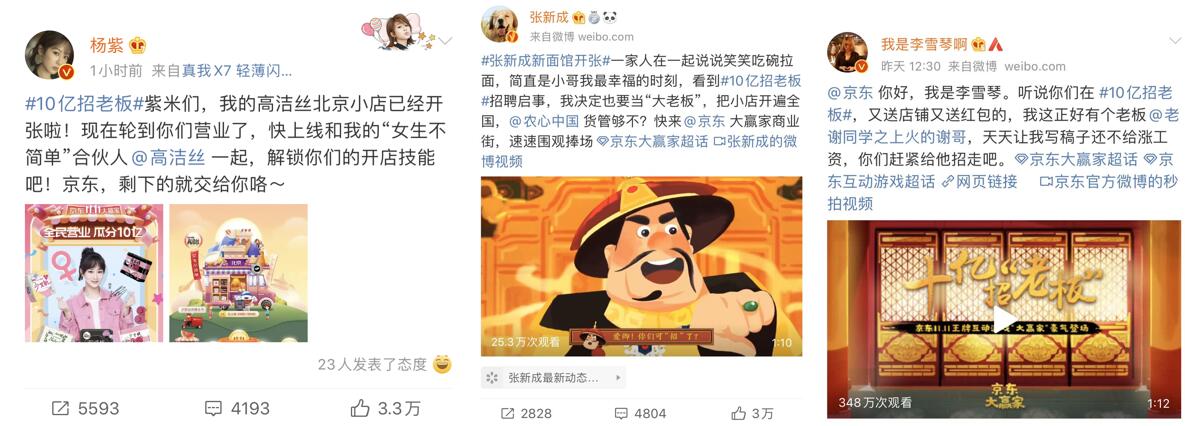 杨紫
1小时前 来自真我X7 轻薄闪...
#10亿招老板#紫米们，我的高洁丝北京小店已经开
张啦！现在轮到你们营业了，快上线和我的“女生不
简单”合伙人@高洁丝 一起，解锁你们的开店技能
吧！京东，剩下的就交给你咯～
京东11.11大赢家
全民营业 瓜分10亿
北京
23人发表了态度
5593
4193
3.3万
张新成
来自微博 weibo.com
#张新成新面馆开张#一家人在一起说说笑笑吃碗拉
面，简直是小哥我最幸福的时刻，看到#10亿招老板
#招聘启事，我决定也要当“大老板”，把小店开遍全
国，@农心中国 货管够不？快来@京东 大赢家商业
街，速速围观捧场 京东大赢家超话 张新成的微
博视频
爱卿！你们可“招”了？
25.3万次观看
1:10
张新成最新动态...
2828
4804
3万
我是李雪琴啊
昨天 12:30 来自微博 weibo.com
@京东 你好，我是李雪琴。听说你们在 #10亿招老
板#，又送店铺又送红包的，我这正好有个老板@老
谢同学之上火的谢哥，天天让我写稿子还不给涨工
资，你们赶紧给他招走吧。京东大赢家超话 京
东互动游戏超话 网页链接 京东官方微博的秒
拍视频
十亿招“老板”
京东11.11王牌互动“大赢家”豪气登场
京东
大赢家
348万次观看
1:12